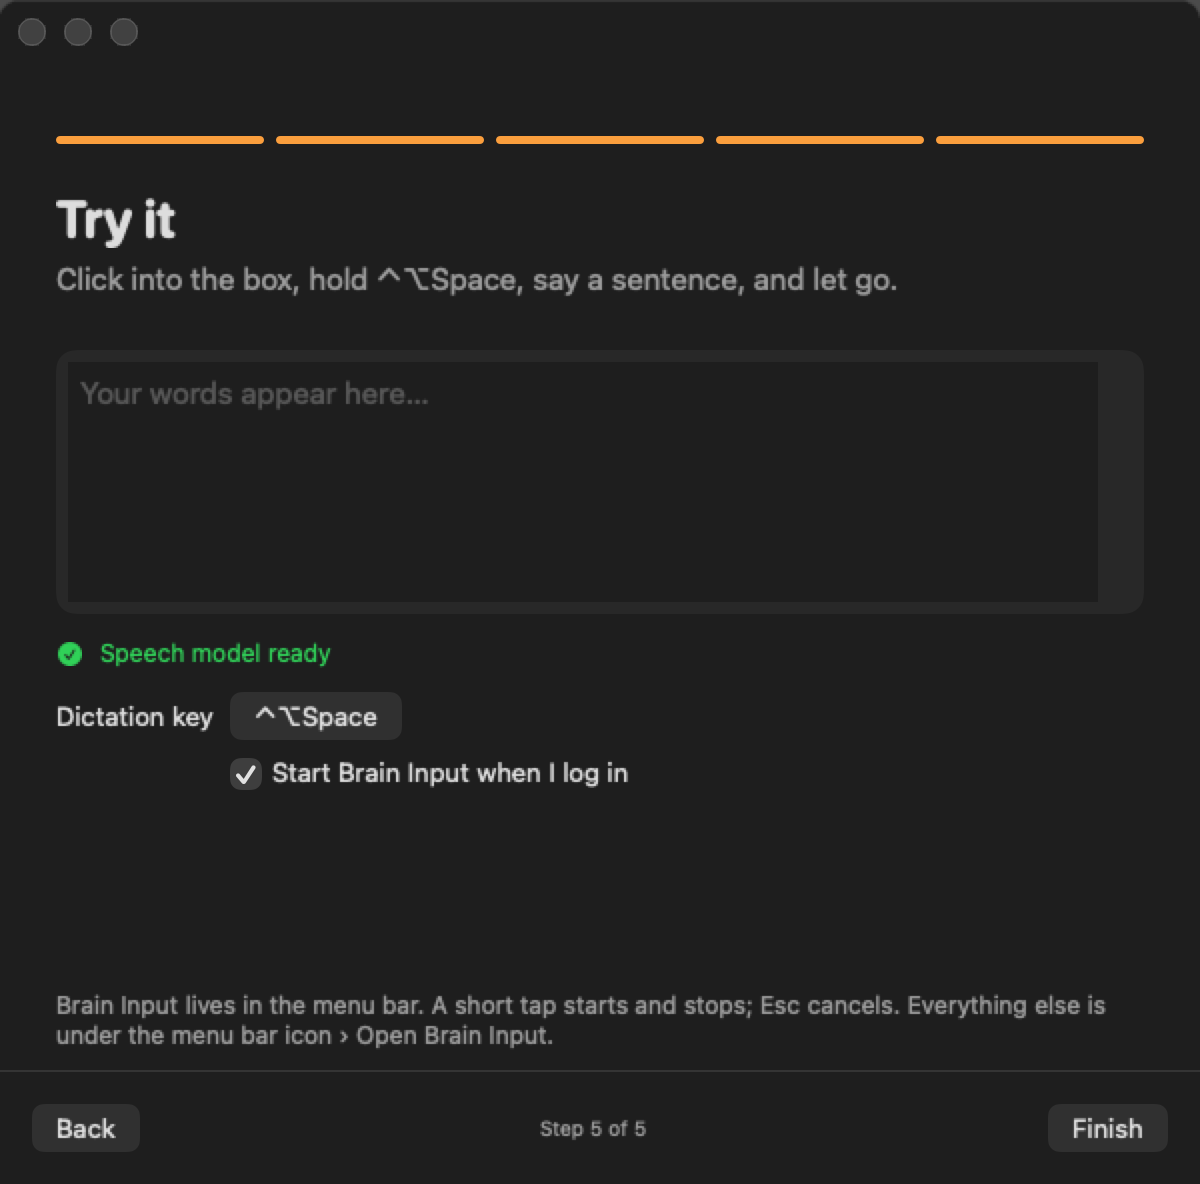 Try it
Click into the box, hold ⌃⌥Space, say a sentence, and let go.
Your words appear here...
Speech model ready
Dictation key ⌃⌥Space
Start Brain Input when I log in
Brain Input lives in the menu bar. A short tap starts and stops; Esc cancels. Everything else is
under the menu bar icon › Open Brain Input.
Back Step 5 of 5 Finish